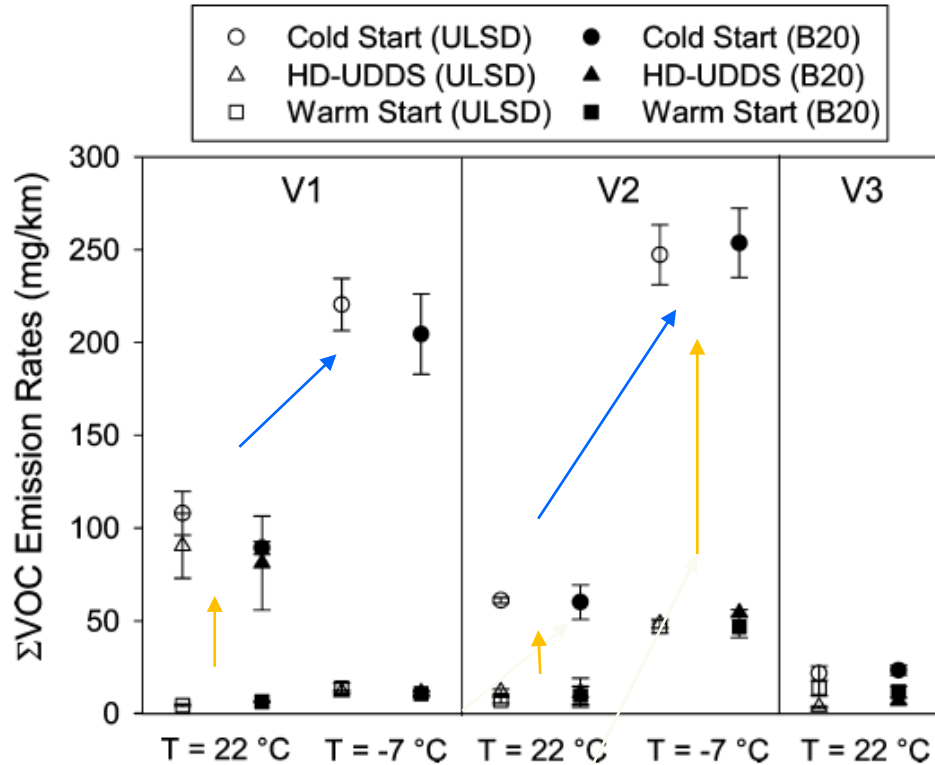 Cold Start (ULSD) Cold Start (B20)
HD-UDDS (ULSD) HD-UDDS (B20)
Warm Start (ULSD) Warm Start (B20)
V1 V2 V3
ΣVOC Emission Rates (mg/km)
300
250
200
150
100
50
0
T = 22 °C T = -7 °C T = 22 °C T = -7 °C T = 22 °C